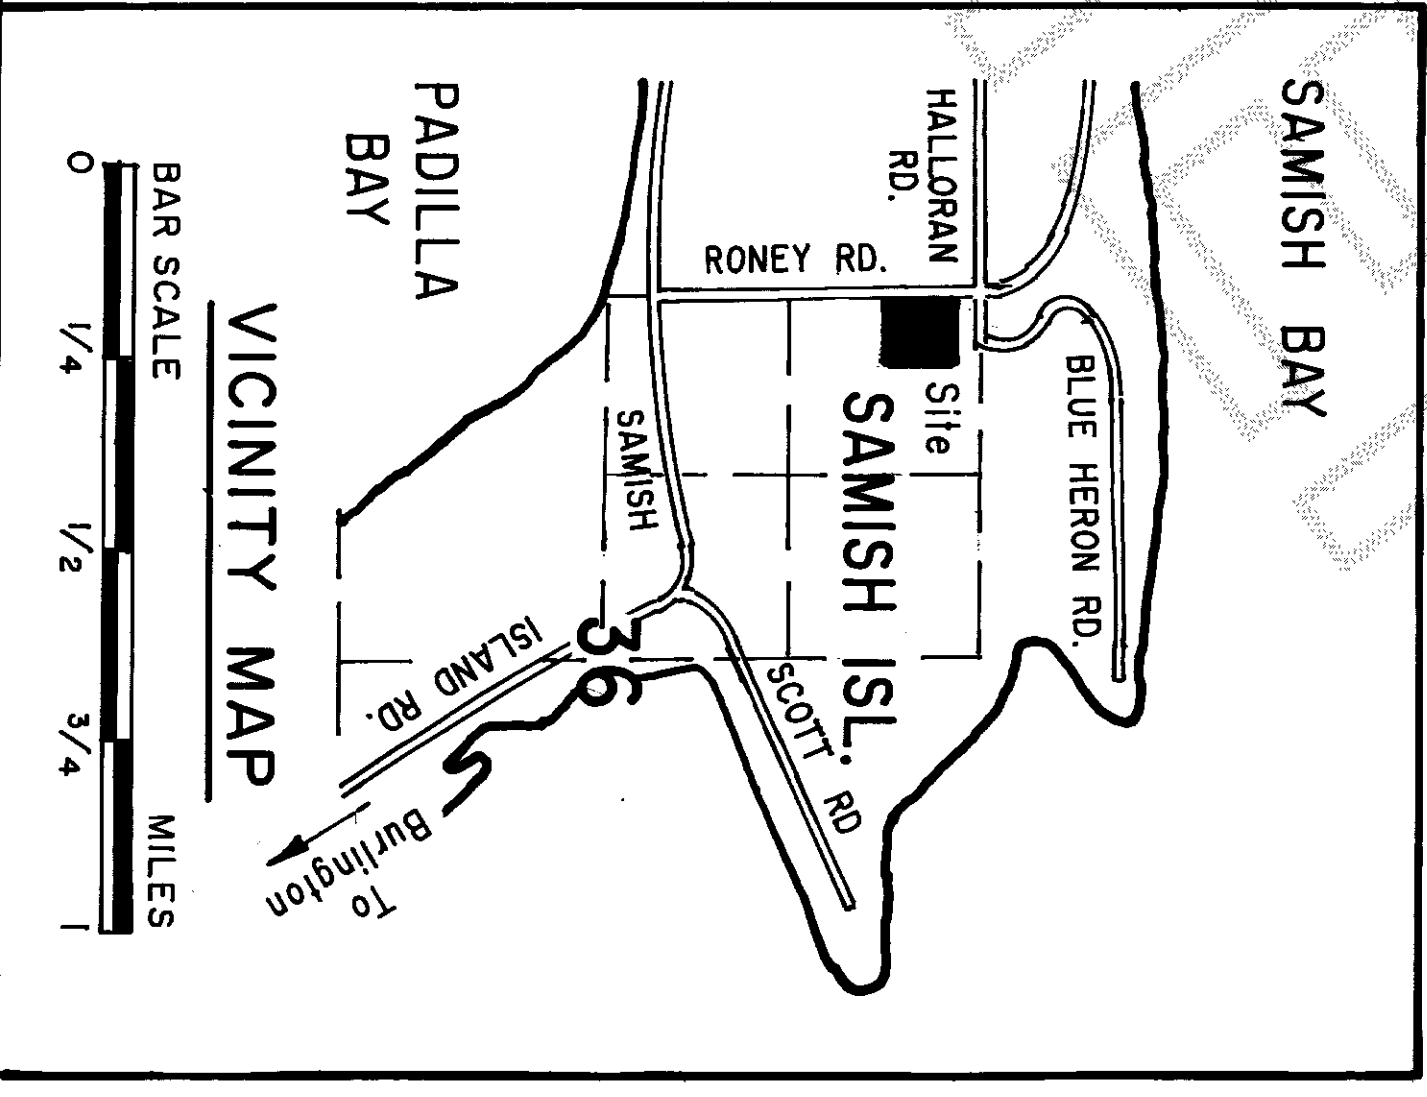 SAMISH BAY
BLUE HERON RD.
HALLORAN
RD.
Site
RONEY RD.
SAMISH ISL.
SCOTT RD
SAMISH
ISLAND RD.
36
PADILLA
BAY
To
Burlington
VICINITY MAP
BAR SCALE MILES
0 1/4 1/2 3/4 1